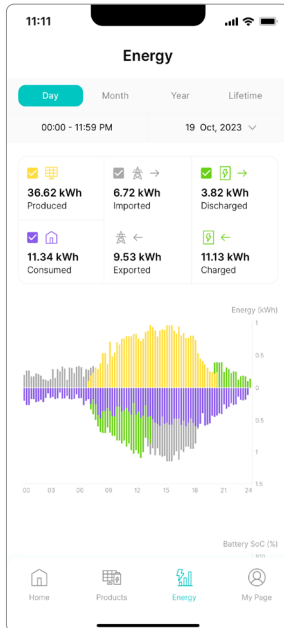 11:11
Energy
Day Month Year Lifetime
00:00 - 11:59 PM 19 Oct, 2023
36.62 kWh 6.72 kWh 3.82 kWh
Produced Imported Discharged
11.34 kWh 9.53 kWh 11.13 kWh
Consumed Exported Charged
Energy (kWh)
1
0.5
0
0.5
1
1.5
00 03 06 09 12 15 18 21 24
Battery SoC (%)
100
Home Products Energy My Page